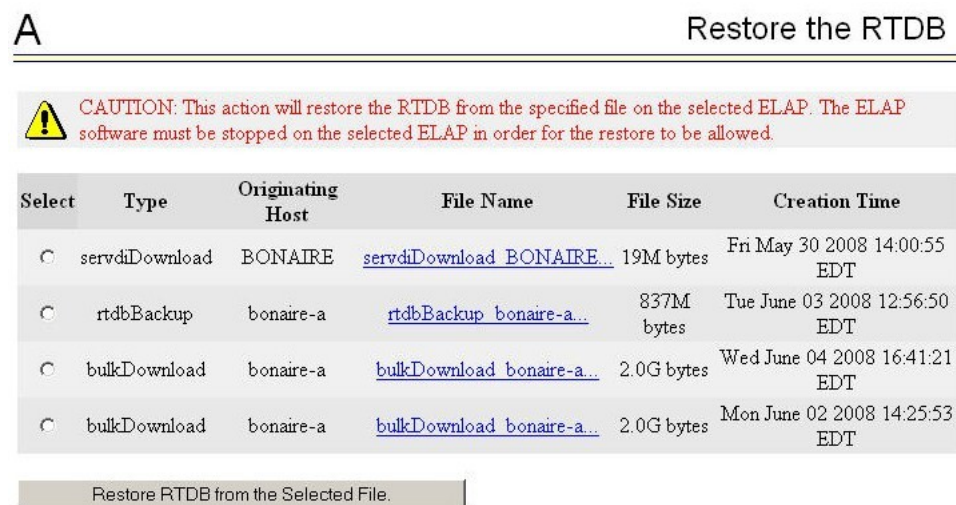 A
Restore the RTDB
CAUTION: This action will restore the RTDB from the specified file on the selected ELAP. The ELAP
software must be stopped on the selected ELAP in order for the restore to be allowed.
Select Type Originating Host File Name File Size Creation Time
servdiDownload BONAIRE servdiDownload_BONAIRE... 19M bytes Fri May 30 2008 14:00:55 EDT
rtdbBackup bonaire-a rtdbBackup_bonaire-a... 837M bytes Tue June 03 2008 12:56:50 EDT
bulkDownload bonaire-a bulkDownload_bonaire-a... 2.0G bytes Wed June 04 2008 16:41:21 EDT
bulkDownload bonaire-a bulkDownload_bonaire-a... 2.0G bytes Mon June 02 2008 14:25:53 EDT
Restore RTDB from the Selected File.